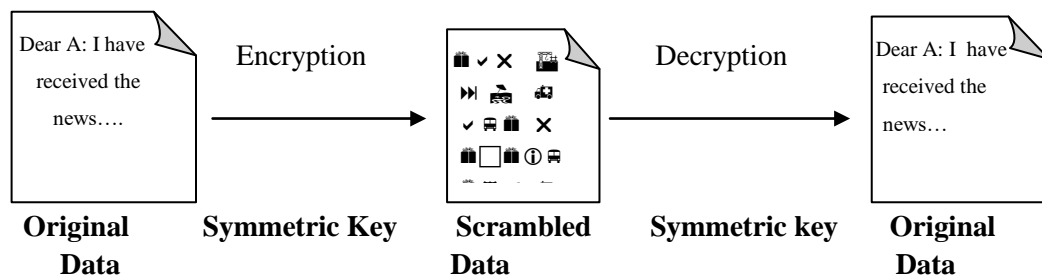 Dear A: I have
received the
news….
Encryption
Decryption
Dear A: I have
received the
news…
Original
Data
Symmetric Key
Scrambled
Data
Symmetric key
Original
Data